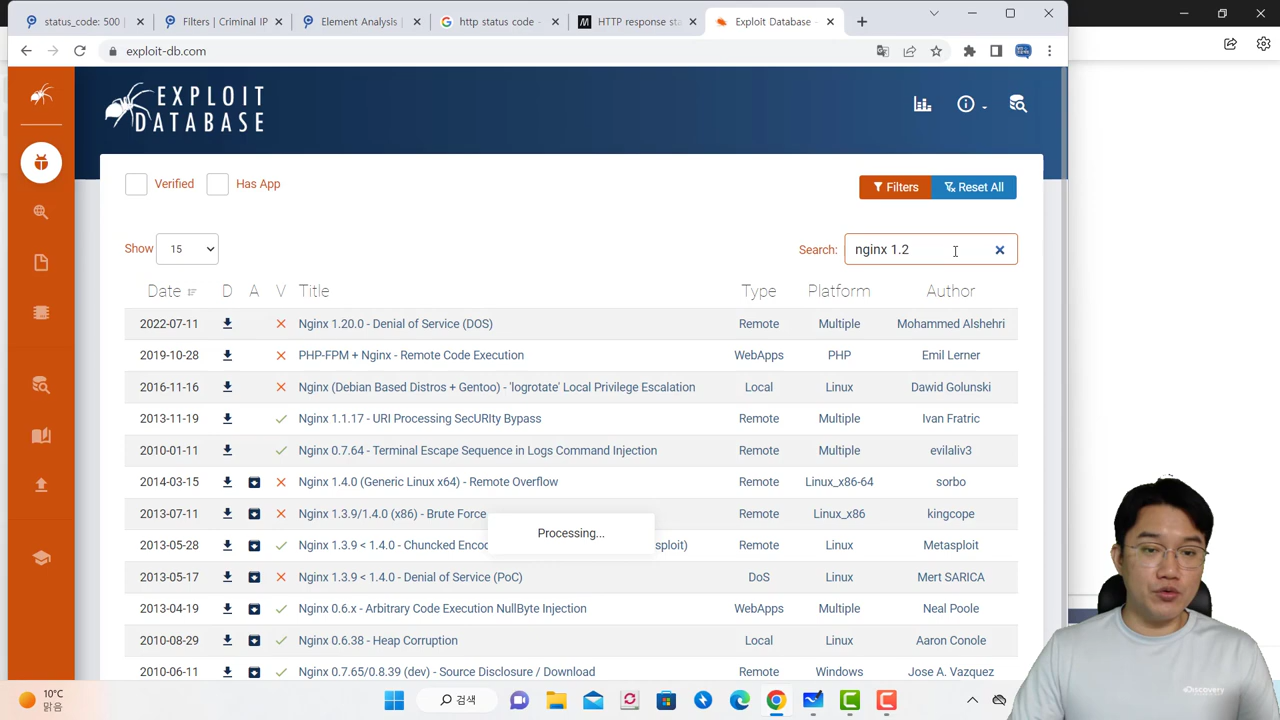 status_code: 500
Filters | Criminal IP
Element Analysis |
http status code -
HTTP response sta
Exploit Database -
exploit-db.com
EXPLOIT
DATABASE
Verified
Has App
Filters
Reset All
Show
15
Search:
nginx 1.2
Date D A V Title Type Platform Author
2022-07-11 Nginx 1.20.0 - Denial of Service (DOS) Remote Multiple Mohammed Alshehri
2019-10-28 PHP-FPM + Nginx - Remote Code Execution WebApps PHP Emil Lerner
2016-11-16 Nginx (Debian Based Distros + Gentoo) - 'logrotate' Local Privilege Escalation Local Linux Dawid Golunski
2013-11-19 Nginx 1.1.17 - URI Processing SecURIty Bypass Remote Multiple Ivan Fratric
2010-01-11 Nginx 0.7.64 - Terminal Escape Sequence in Logs Command Injection Remote Multiple evilaliv3
2014-03-15 Nginx 1.4.0 (Generic Linux x64) - Remote Overflow Remote Linux_x86-64 sorbo
2013-07-11 Nginx 1.3.9/1.4.0 (x86) - Brute Force Remote Linux_x86 kingcope
Processing...
2013-05-28 Nginx 1.3.9 < 1.4.0 - Chuncked Encod sploit) Remote Linux Metasploit
2013-05-17 Nginx 1.3.9 < 1.4.0 - Denial of Service (PoC) DoS Linux Mert SARICA
2013-04-19 Nginx 0.6.x - Arbitrary Code Execution NullByte Injection WebApps Multiple Neal Poole
2010-08-29 Nginx 0.6.38 - Heap Corruption Local Linux Aaron Conole
2010-06-11 Nginx 0.7.65/0.8.39 (dev) - Source Disclosure / Download Remote Windows Jose A. Vazquez
10°C
맑음
검색
Discovery